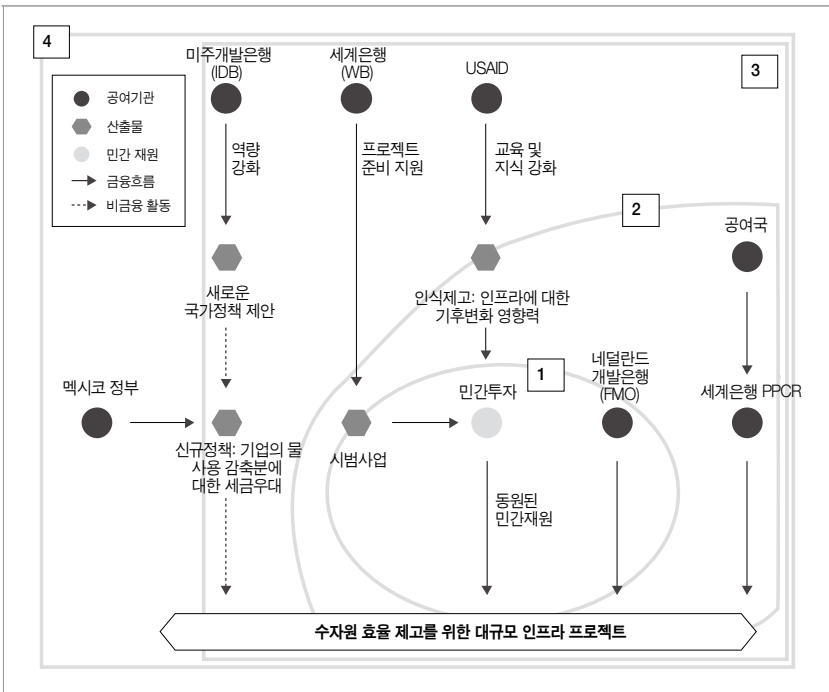 4
미주개발은행
(IDB)
세계은행
(WB)
USAID
3
공여기관
산출물
민간 재원
금융흐름
비금융 활동
역량
강화
프로젝트
준비 지원
교육 및
지식 강화
2
공여국
새로운
국가정책 제안
인식제고: 인프라에 대한
기후변화 영향력
1
네덜란드
개발은행
(FMO)
멕시코 정부
민간투자
세계은행 PPCR
신규정책: 기업의 물
사용 감축분에
대한 세금우대
시범사업
동원된
민간재원
수자원 효율 제고를 위한 대규모 인프라 프로젝트